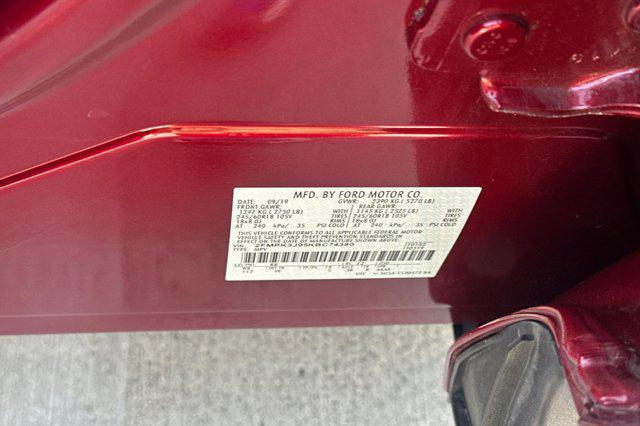 MFD. BY FORD MOTOR CO.
DATE: 09/19 GVWR: 2390 KG ( 5270 LB)
FRONT GAWR: REAR GAWR:
1247 KG ( 2750 LB) 1145 KG ( 2525 LB)
245/60R18 105V TIRES 245/60R18 105V TIRES
18x8.0J RIMS 18x8.0J RIMS
AT 240 kPa/ 35 PSI COLD AT 240 kPa/ 35 PSI COLD
THIS VEHICLE CONFORMS TO ALL APPLICABLE FEDERAL MOTOR
VEHICLE SAFETY AND THEFT PREVENTION STANDARDS IN
EFFECT ON THE DATE OF MANUFACTURE SHOWN ABOVE.
VIN: 2FMPK3J95KBC74380
TYPE: MPV
EXT PNT: